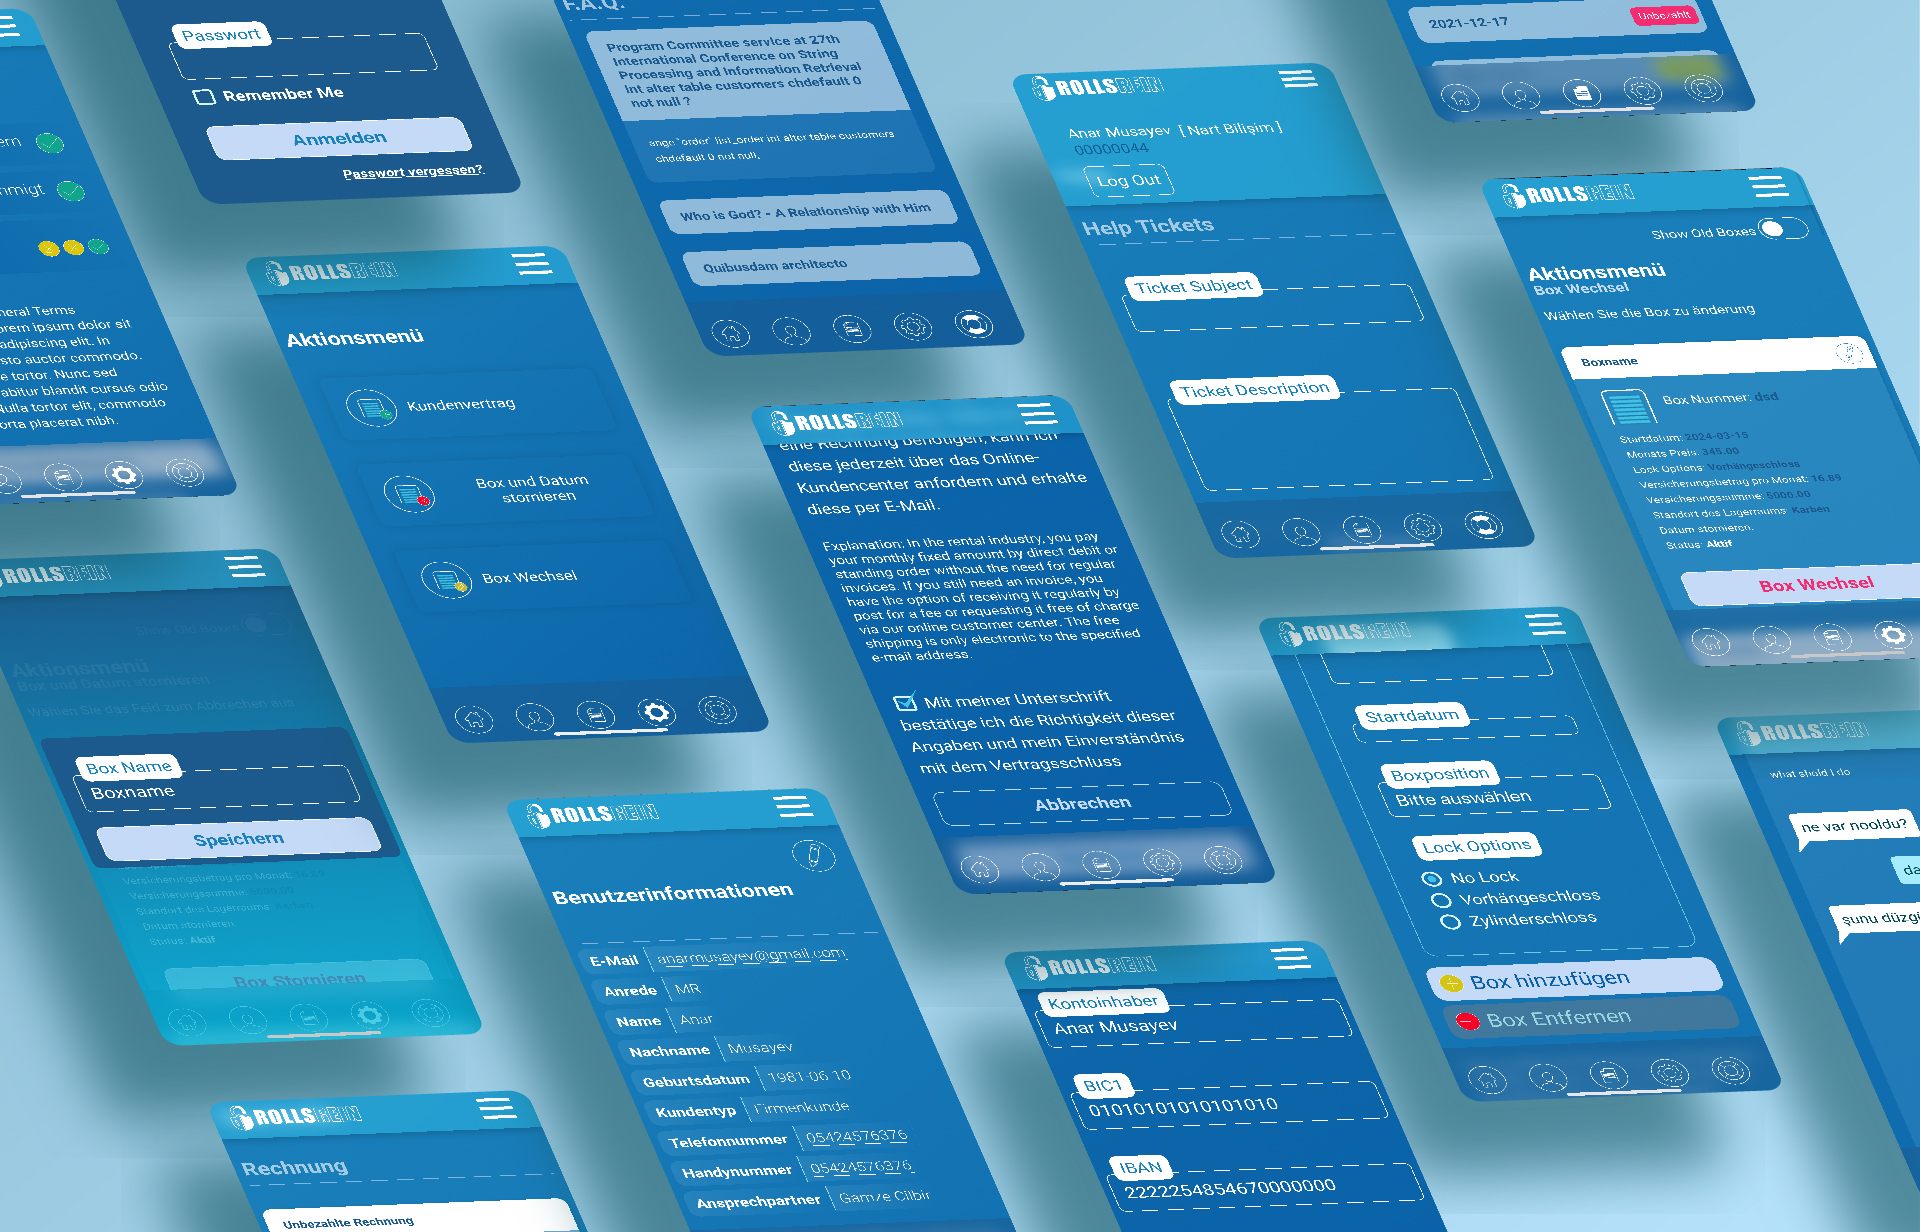 ern
nmigt
neral Terms
orem ipsum dolor sit
adipiscing elit. In
sto auctor commodo.
e tortor. Nunc sed
abitur blandit cursus odio
Nulla tortor elit, commodo
orta placerat nibh.
Passwort
Remember Me
Anmelden
Passwort vergessen?
F.A.Q.
Program Committee service at 27th
International Conference on String
Processing and Information Retrieval
int alter table customers chdefault 0
not null ?
ange `order` list_order int alter table customers
chdefault 0 not null,
Who is God? - A Relationship with Him
Quibusdam architecto
2021-12-17
Unbezahlt
ROLLSREIN
Anar Musayev [ Nart Bilişim ]
00000044
Log Out
Help Tickets
Ticket Subject
Ticket Description
ROLLSREIN
Show Old Boxes
Aktionsmenü
Box Wechsel
Wählen Sie die Box zu änderung
Boxname
Box Nummer: dsd
Startdatum: 2024-03-15
Monats Preis: 345.00
Lock Options: Vorhängeschloss
Versicherungsbetrag pro Monat: 16.89
Versicherungssumme: 5000.00
Standort des Lagerraums: Karben
Datum stornieren:
Status: Aktif
Box Wechsel
ROLLSREIN
Aktionsmenü
Kundenvertrag
Box und Datum
stornieren
Box Wechsel
ROLLSREIN
eine Rechnung benötigen, kann ich
diese jederzeit über das Online-
Kundencenter anfordern und erhalte
diese per E-Mail.
Explanation: In the rental industry, you pay
your monthly fixed amount by direct debit or
standing order without the need for regular
invoices. If you still need an invoice, you
have the option of receiving it regularly by
post for a fee or requesting it free of charge
via our online customer center. The free
shipping is only electronic to the specified
e-mail address.
Mit meiner Unterschrift
bestätige ich die Richtigkeit dieser
Angaben und mein Einverständnis
mit dem Vertragsschluss
Abbrechen
ROLLSREIN
Show Old Boxes
Aktionsmenü
Box und Datum stornieren
Wählen Sie das Feld zum Abbrechen aus
Box Name
Boxname
Speichern
Versicherungsbetrag pro Monat: 16.89
Versicherungssumme: 5000.00
Standort des Lagerraums: Karben
Datum stornieren:
Status: Aktif
Box Stornieren
ROLLSREIN
Startdatum
Boxposition
Bitte auswählen
Lock Options
No Lock
Vorhängeschloss
Zylinderschloss
Box hinzufügen
Box Entfernen
ROLLSREIN
what shold i do
ne var nooldu?
da
şunu düzgi
ROLLSREIN
Benutzerinformationen
E-Mail anarmusayev@gmail.com
Anrede MR
Name Anar
Nachname Musayev
Geburtsdatum 1981-06-10
Kundentyp Firmenkunde
Telefonnummer 05424576376
Handynummer 05424576376
Ansprechpartner Gamze Cilbir
ROLLSREIN
Kontoinhaber
Anar Musayev
BIC1
01010101010101010
IBAN
2222254854670000000
ROLLSREIN
Rechnung
Unbezahlte Rechnung